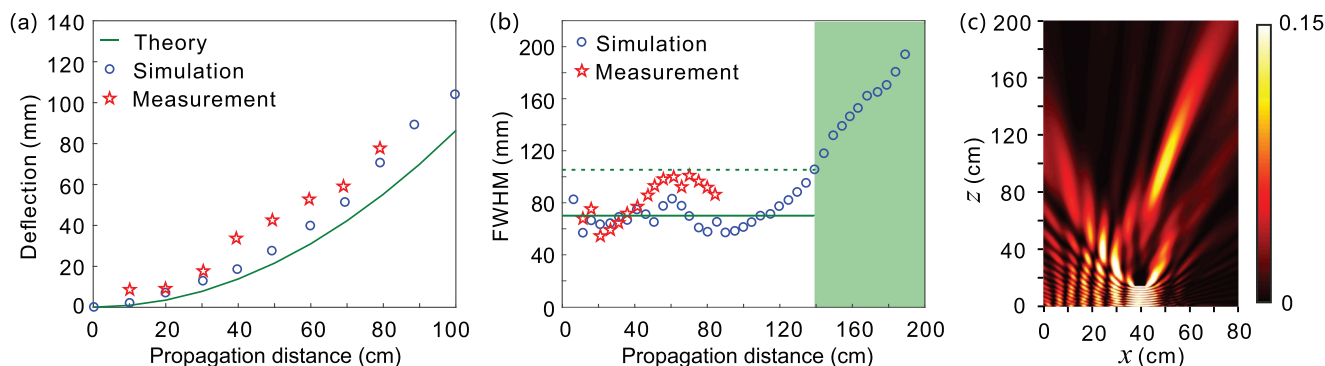 (a)
Deflection (mm)
140
120
100
80
60
40
20
0
Theory
Simulation
Measurement
0 20 40 60 80 100
Propagation distance (cm)
(b)
FWHM (mm)
200
160
120
80
40
0
Simulation
Measurement
0 40 80 120 160 200
Propagation distance (cm)
(c)
z (cm)
200
160
120
80
40
0
0 20 40 60 80
x (cm)
0.15
0